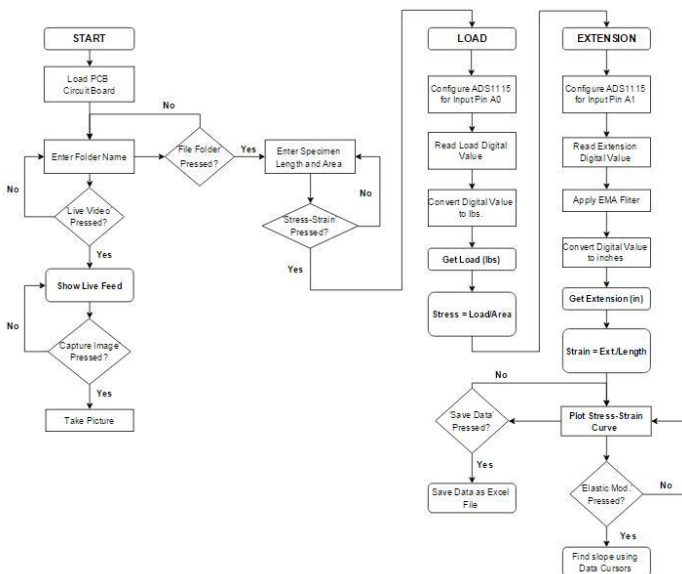 START
Load PCB
Circuit Board
No
Enter Folder Name
'File Folder'
Pressed?
Yes
Enter Specimen
Length and Area
No
No
'Live Video'
Pressed?
'Stress-Strain'
Pressed?
Yes
Yes
Show Live Feed
No
'Capture Image'
Pressed?
Yes
Take Picture
LOAD
Configure ADS1115
for Input Pin A0
Read Load Digital
Value
Convert Digital Value
to lbs.
Get Load (lbs)
Stress = Load/Area
EXTENSION
Configure ADS1115
for Input Pin A1
Read Extension
Digital Value
Apply EMA Filter
Convert Digital Value
to inches
Get Extension (in)
Strain = Ext./Length
No
'Save Data'
Pressed?
Plot Stress-Strain
Curve
Yes
Save Data as Excel
File
'Elastic Mod.'
Pressed?
No
Yes
Find slope using
Data Cursors